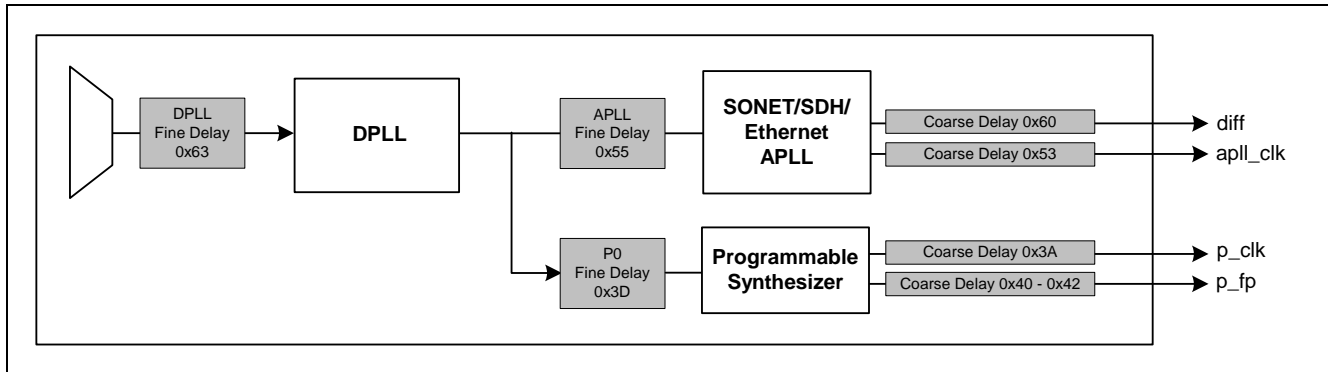 DPLL
Fine Delay
0x63
DPLL
APLL
Fine Delay
0x55
SONET/SDH/
Ethernet
APLL
Coarse Delay 0x60
diff
Coarse Delay 0x53
apll_clk
P0
Fine Delay
0x3D
Programmable
Synthesizer
Coarse Delay 0x3A
p_clk
Coarse Delay 0x40 - 0x42
p_fp